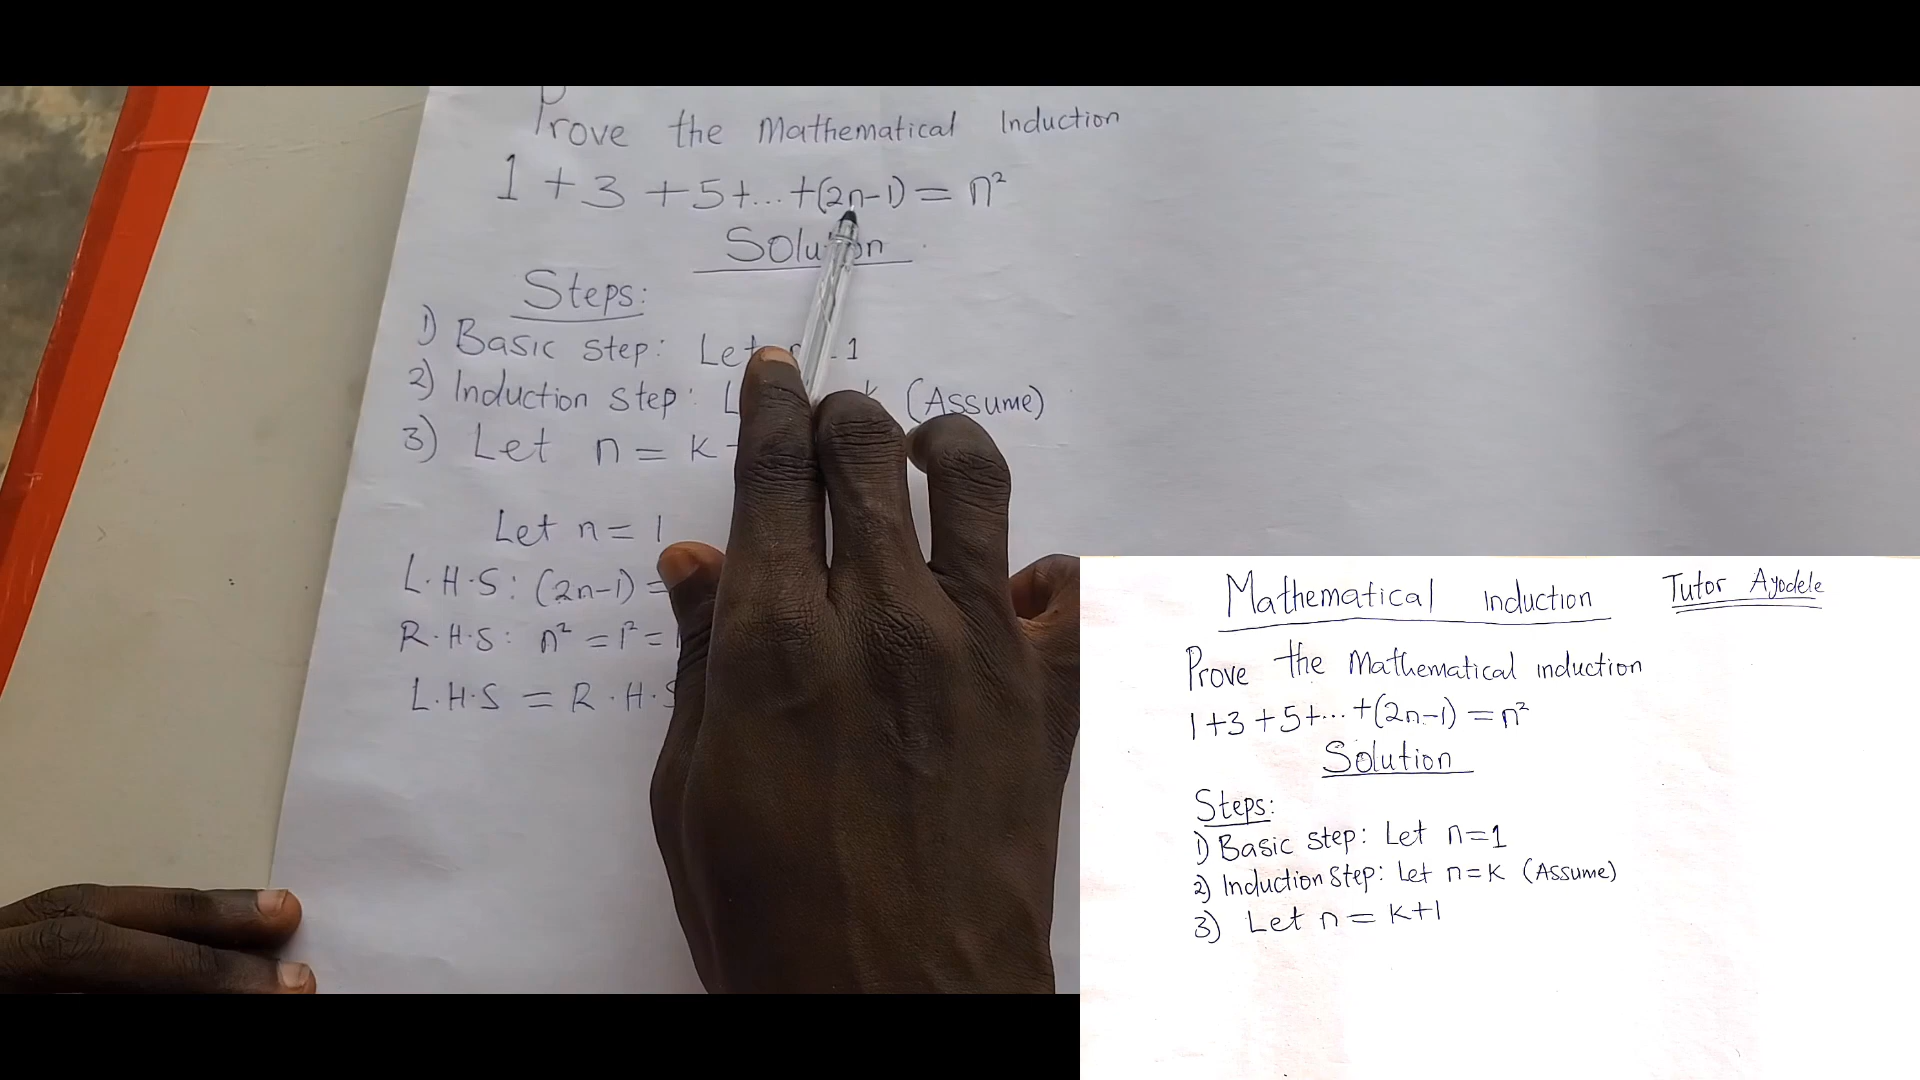 Prove the Mathematical Induction
1 + 3 + 5 + ... + (2n-1) = n²
Solution
Steps:
1) Basic step: Let 1
2) Induction step: k (Assume)
3) Let n = k
Let n = 1
L.H.S: (2n-1) =
R.H.S: n² = 1² = 1
L.H.S = R.H.S
Mathematical induction
Tutor Ayodele
Prove the Mathematical induction
1+3+5+...+(2n-1) = n²
Solution
Steps:
1) Basic step: Let n=1
2) Induction step: Let n=k (Assume)
3) Let n = k+1